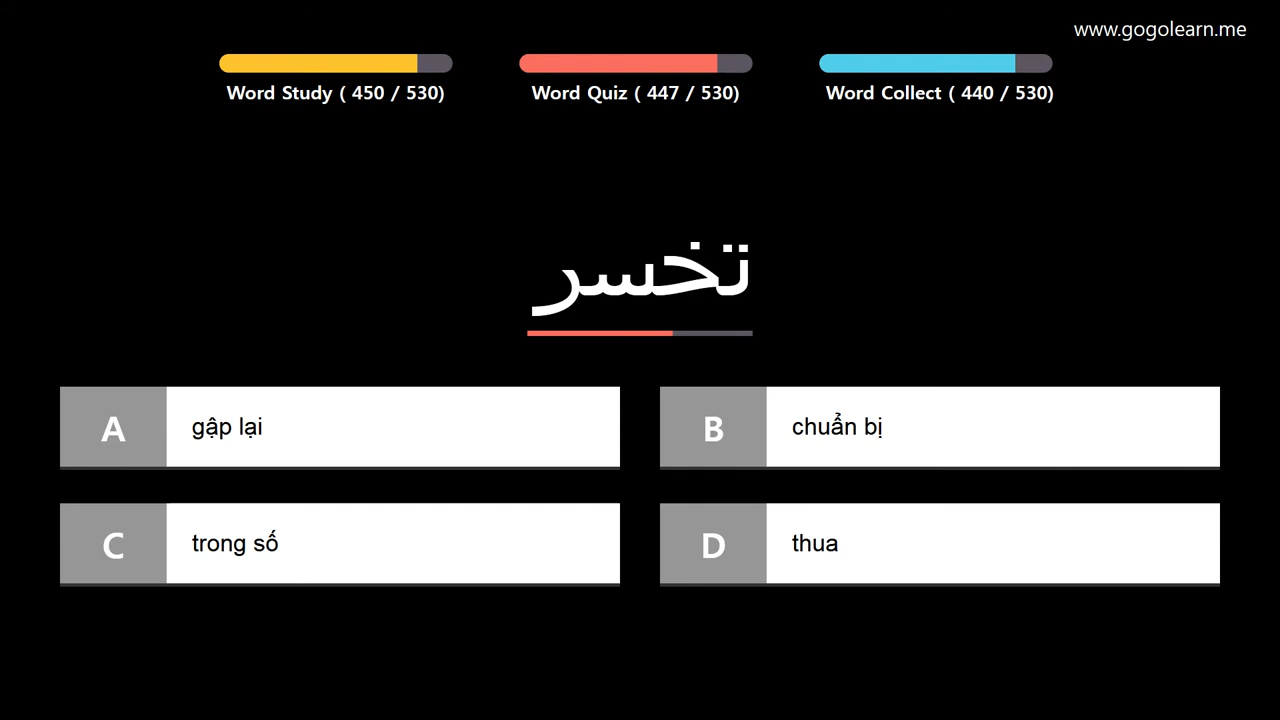 www.gogolearn.me
Word Study ( 450 / 530)
Word Quiz ( 447 / 530)
Word Collect ( 440 / 530)
تخسر
A
gập lại
B
chuẩn bị
C
trong số
D
thua